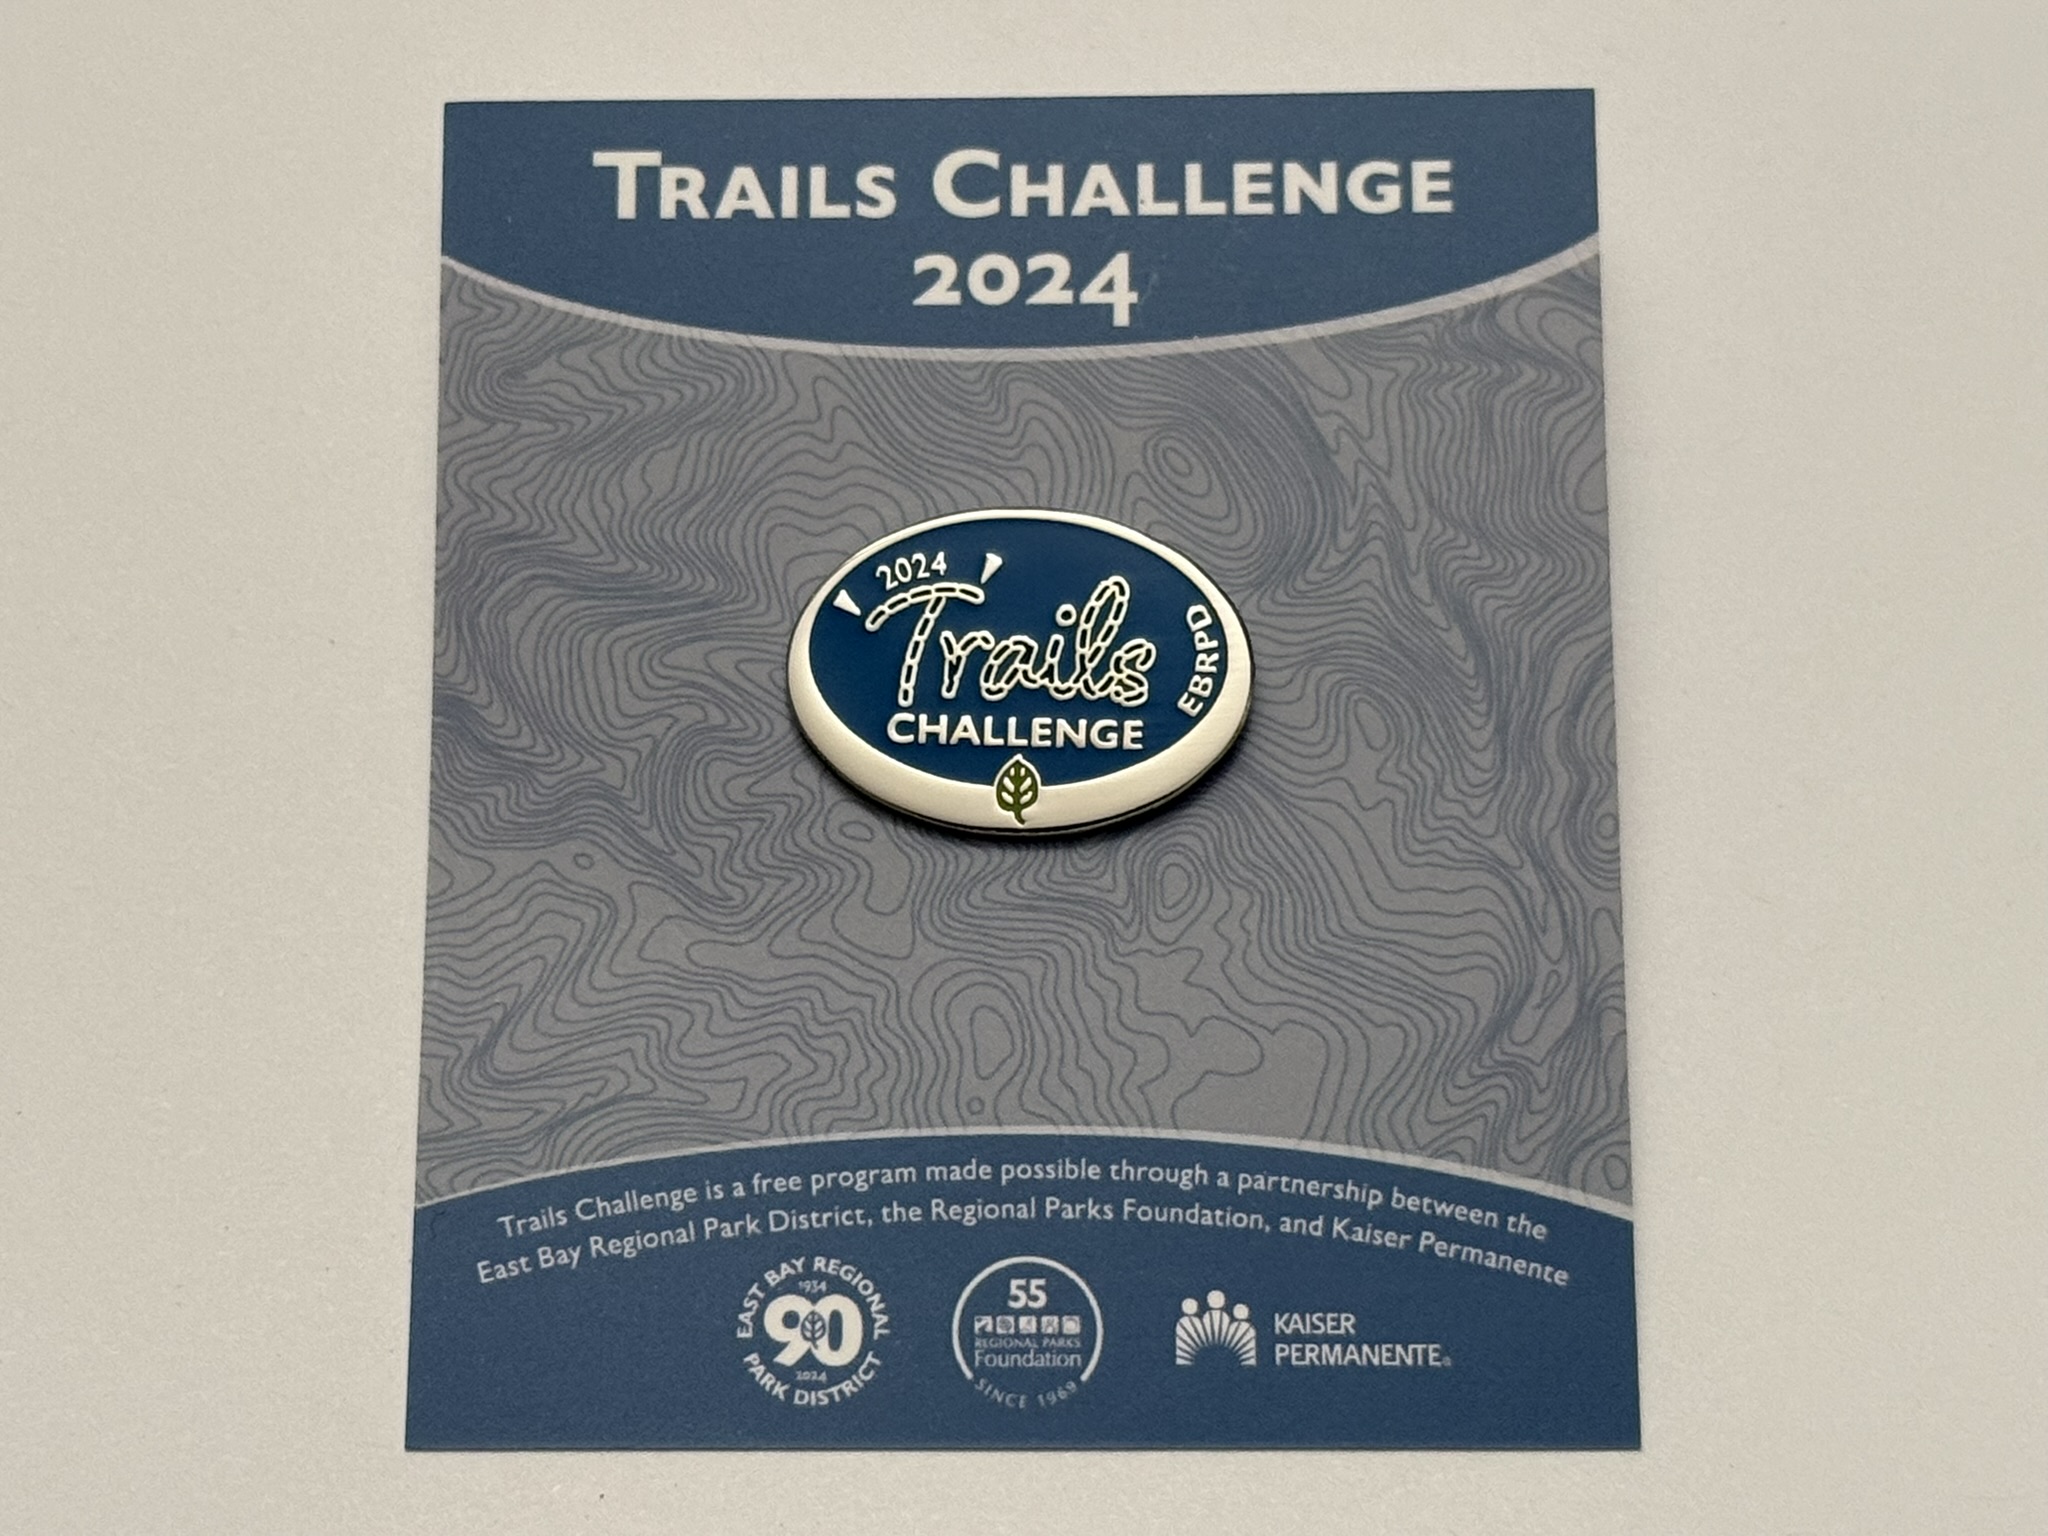 TRAILS CHALLENGE
2024
2024
Trails
CHALLENGE
EBRPD
Trails Challenge is a free program made possible through a partnership between the
East Bay Regional Park District, the Regional Parks Foundation, and Kaiser Permanente
EAST BAY REGIONAL
1934
90
2024
PARK DISTRICT
55
REGIONAL PARKS
Foundation
SINCE 1969
KAISER
PERMANENTE®